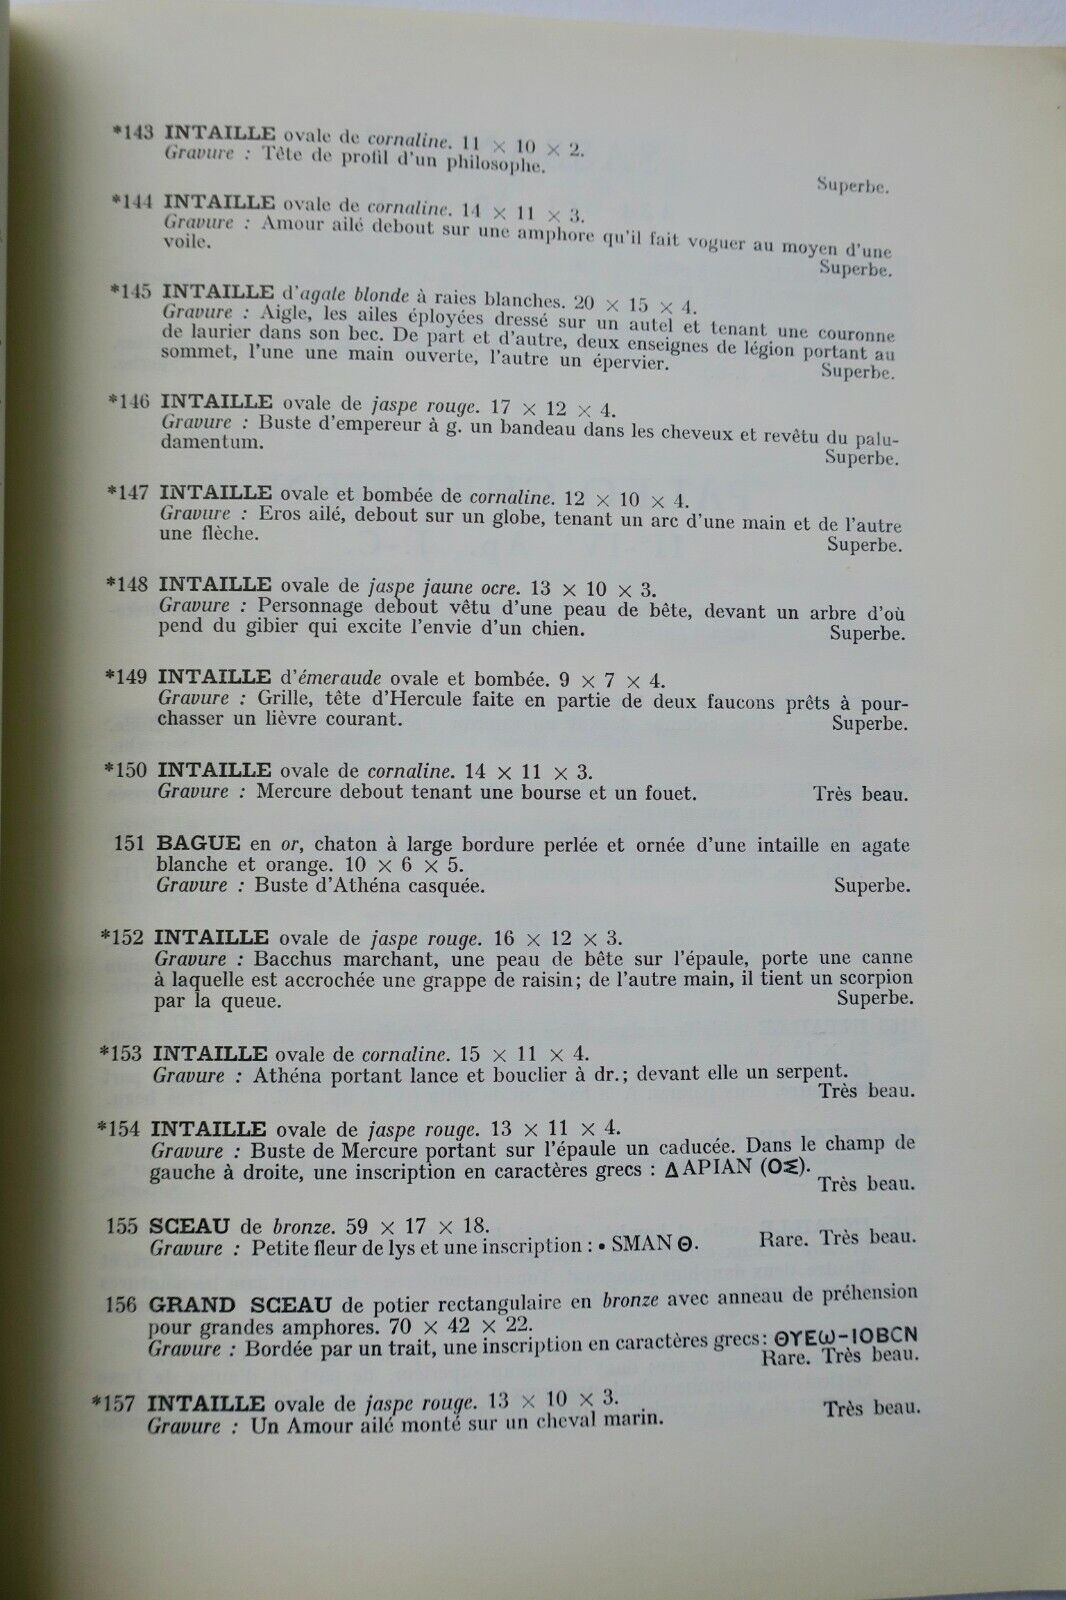 *143 INTAILLE ovale de cornaline. 11 × 10 × 2.
Gravure : Tête de profil d'un philosophe.
Superbe.
*144 INTAILLE ovale de cornaline. 14 × 11 × 3.
Gravure : Amour ailé debout sur une amphore qu'il fait voguer au moyen d'une
voile.
Superbe.
*145 INTAILLE d'agate blonde à raies blanches. 20 × 15 × 4.
Gravure : Aigle, les ailes éployées dressé sur un autel et tenant une couronne
de laurier dans son bec. De part et d'autre, deux enseignes de légion portant au
sommet, l'une une main ouverte, l'autre un épervier.
Superbe.
*146 INTAILLE ovale de jaspe rouge. 17 × 12 × 4.
Gravure : Buste d'empereur à g. un bandeau dans les cheveux et revêtu du palu-
damentum.
Superbe.
*147 INTAILLE ovale et bombée de cornaline. 12 × 10 × 4.
Gravure : Eros ailé, debout sur un globe, tenant un arc d'une main et de l'autre
une flèche.
Superbe.
*148 INTAILLE ovale de jaspe jaune ocre. 13 × 10 × 3.
Gravure : Personnage debout vêtu d'une peau de bête, devant un arbre d'où
pend du gibier qui excite l'envie d'un chien.
Superbe.
*149 INTAILLE d'émeraude ovale et bombée. 9 × 7 × 4.
Gravure : Grille, tête d'Hercule faite en partie de deux faucons prêts à pour-
chasser un lièvre courant.
Superbe.
*150 INTAILLE ovale de cornaline. 14 × 11 × 3.
Gravure : Mercure debout tenant une bourse et un fouet. Très beau.
151 BAGUE en or, chaton à large bordure perlée et ornée d'une intaille en agate
blanche et orange. 10 × 6 × 5.
Gravure : Buste d'Athéna casquée. Superbe.
*152 INTAILLE ovale de jaspe rouge. 16 × 12 × 3.
Gravure : Bacchus marchant, une peau de bête sur l'épaule, porte une canne
à laquelle est accrochée une grappe de raisin; de l'autre main, il tient un scorpion
par la queue. Superbe.
*153 INTAILLE ovale de cornaline. 15 × 11 × 4.
Gravure : Athéna portant lance et bouclier à dr.; devant elle un serpent.
Très beau.
*154 INTAILLE ovale de jaspe rouge. 13 × 11 × 4.
Gravure : Buste de Mercure portant sur l'épaule un caducée. Dans le champ de
gauche à droite, une inscription en caractères grecs : Δ APIAN (OΣ).
Très beau.
155 SCEAU de bronze. 59 × 17 × 18.
Gravure : Petite fleur de lys et une inscription : • SMAN Θ. Rare. Très beau.
156 GRAND SCEAU de potier rectangulaire en bronze avec anneau de préhension
pour grandes amphores. 70 × 42 × 22.
Gravure : Bordée par un trait, une inscription en caractères grecs: ΘYEω-IOBCN
Rare. Très beau.
*157 INTAILLE ovale de jaspe rouge. 13 × 10 × 3.
Gravure : Un Amour ailé monté sur un cheval marin. Très beau.